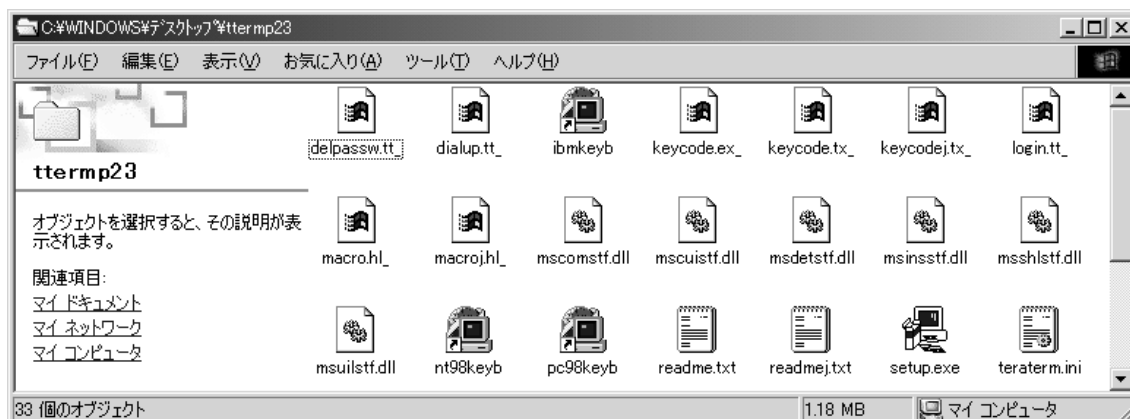 C:¥WINDOWS¥デスクトップ¥ttermp23
ファイル(F) 編集(E) 表示(V) お気に入り(A) ツール(T) ヘルプ(H)
ttermp23
オブジェクトを選択すると、その説明が表
示されます。
関連項目:
マイ ドキュメント
マイ ネットワーク
マイ コンピュータ
delpassw.tt_ dialup.tt_ ibmkeyb keycode.ex_ keycode.tx_ keycodej.tx_ login.tt_
macro.hl_ macroj.hl_ mscomstf.dll mscuistf.dll msdetstf.dll msinsstf.dll msshlstf.dll
msuilstf.dll nt98keyb pc98keyb readme.txt readmej.txt setup.exe teraterm.ini
33 個のオブジェクト 1.18 MB マイ コンピュータ